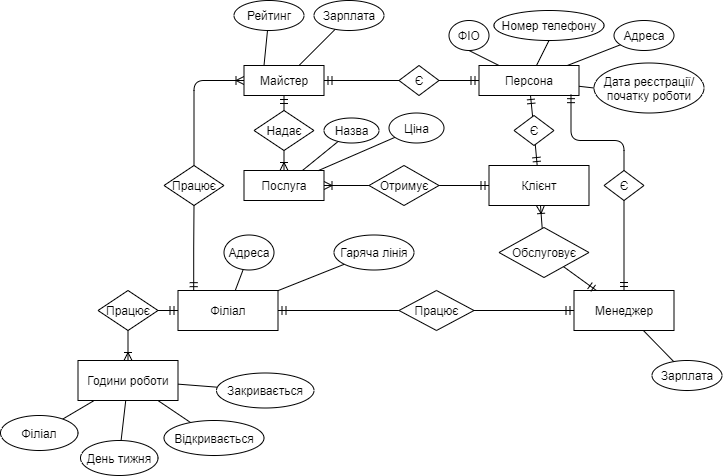 Рейтинг
Зарплата
ФІО
Номер телефону
Адреса
Майстер
Є
Персона
Дата реєстрації/
початку роботи
Надає
Назва
Ціна
Є
Працює
Послуга
Отримує
Клієнт
Є
Адреса
Гаряча лінія
Обслуговує
Працює
Філіал
Працює
Менеджер
Години роботи
Закривається
Зарплата
Філіал
День тижня
Відкривається